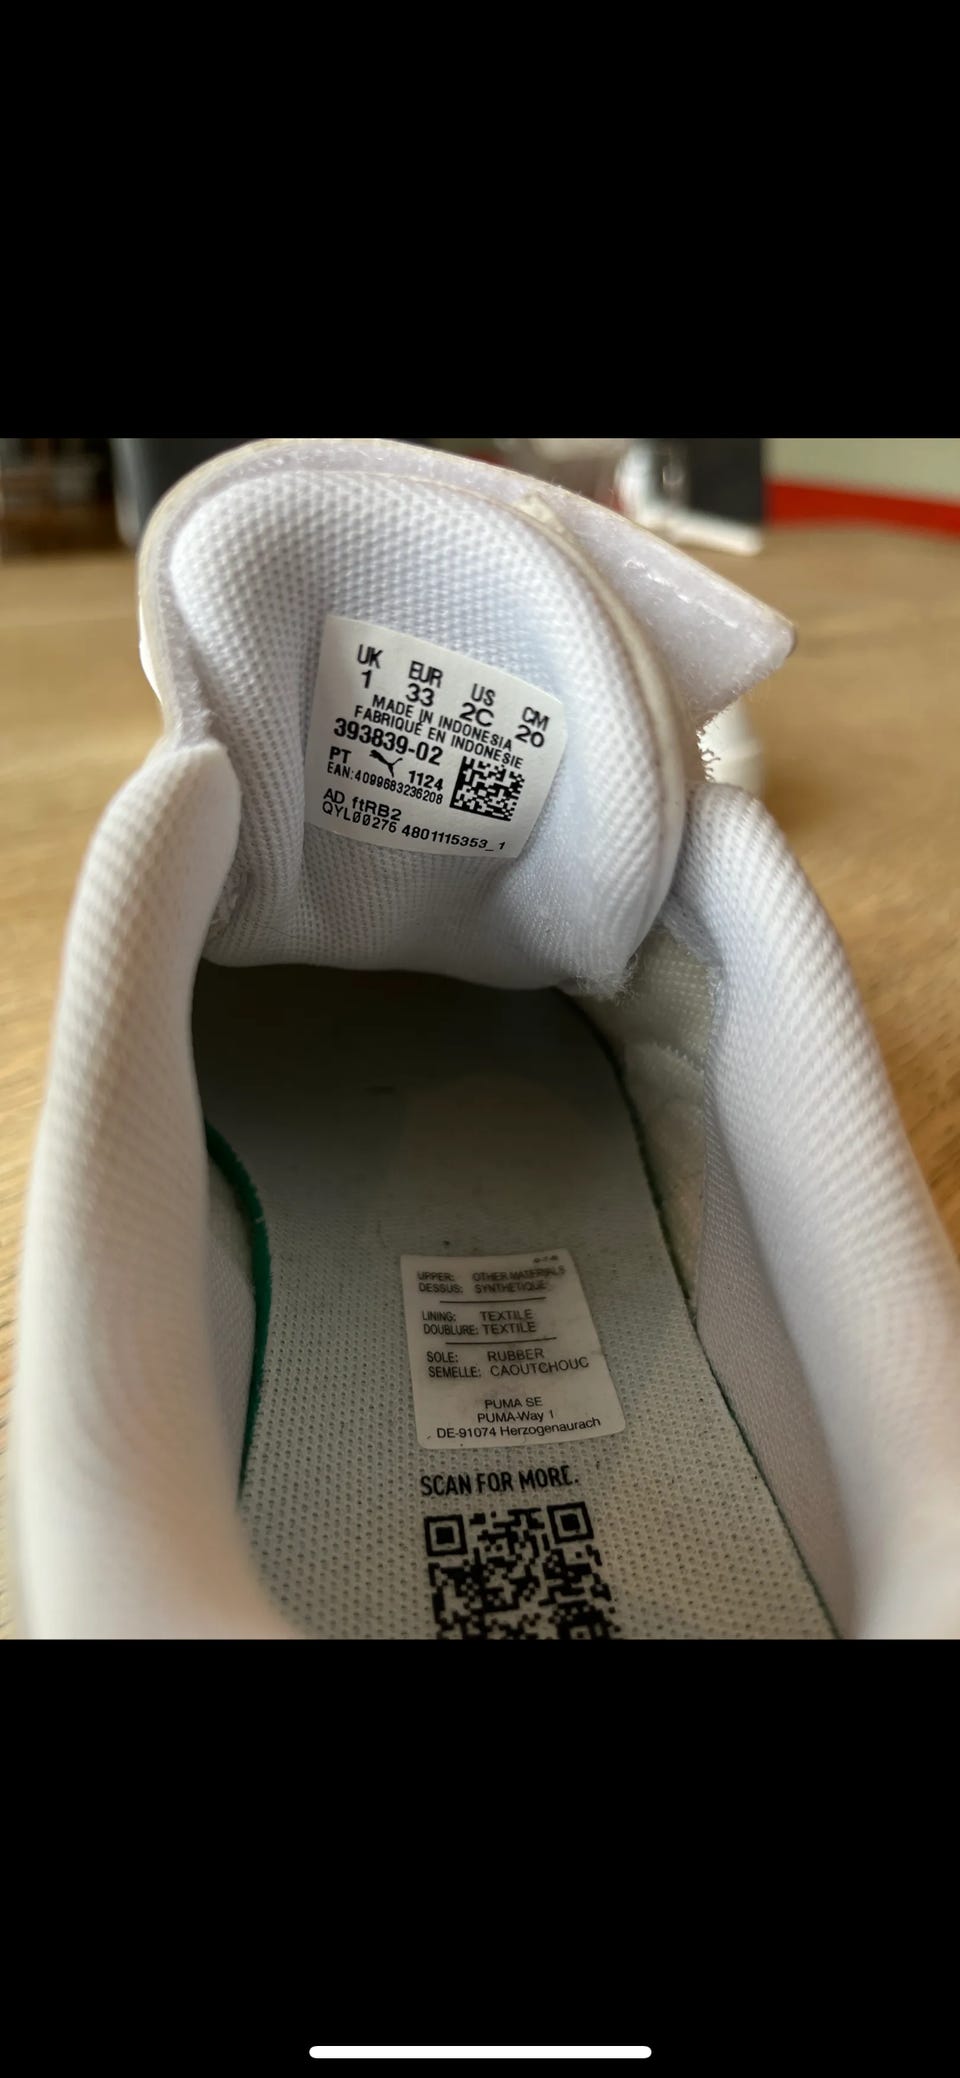 UK EUR US CM
1 33 2C 20
MADE IN INDONESIA
FABRIQUÉ EN INDONESIE
393839-02
PT 1124
EAN:4099683236208
AD ftRB2
QYL00276 4801115353_1
UPPER: OTHER MATERIALS
DESSUS: SYNTHETIQUE
LINING: TEXTILE
DOUBLURE: TEXTILE
SOLE: RUBBER
SEMELLE: CAOUTCHOUC
PUMA SE
PUMA-Way 1
DE-91074 Herzogenaurach
SCAN FOR MORE.